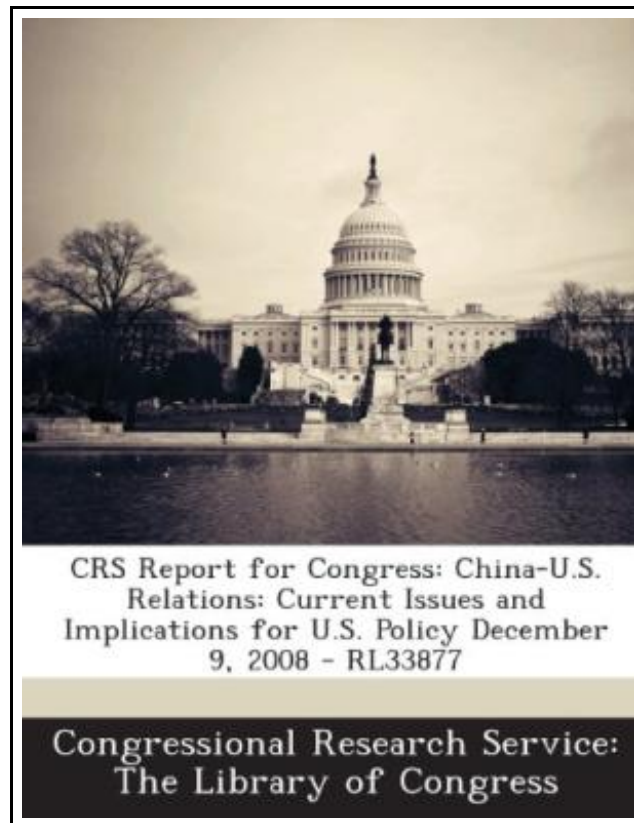 CRS Report for Congress: China-U.S.
Relations: Current Issues and
Implications for U.S. Policy December
9, 2008 - RL33877
Congressional Research Service:
The Library of Congress